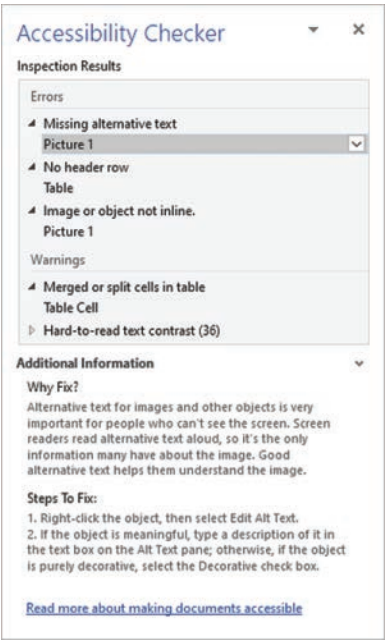 Accessibility Checker
Inspection Results
Errors
Missing alternative text
Picture 1
No header row
Table
Image or object not inline.
Picture 1
Warnings
Merged or split cells in table
Table Cell
Hard-to-read text contrast (36)
Additional Information
Why Fix?
Alternative text for images and other objects is very
important for people who can't see the screen. Screen
readers read alternative text aloud, so it's the only
information many have about the image. Good
alternative text helps them understand the image.
Steps To Fix:
1. Right-click the object, then select Edit Alt Text.
2. If the object is meaningful, type a description of it in
the text box on the Alt Text pane; otherwise, if the object
is purely decorative, select the Decorative check box.
Read more about making documents accessible